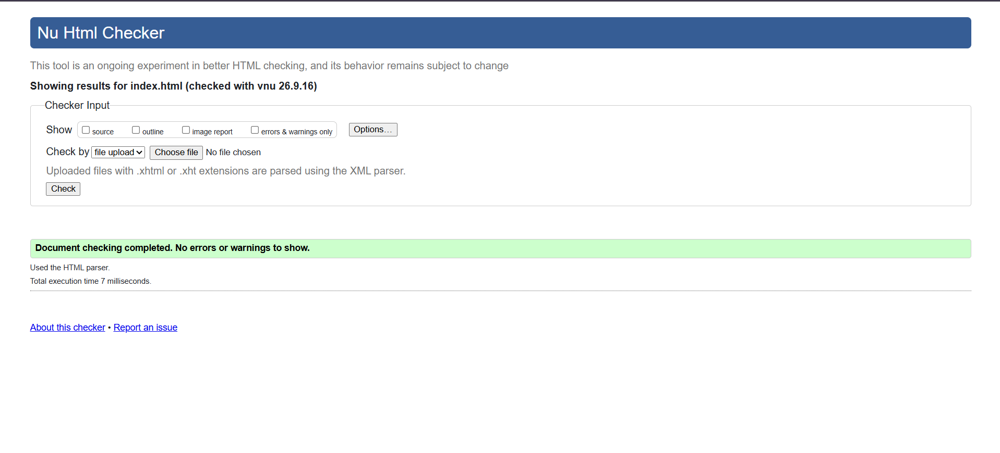 Nu Html Checker
This tool is an ongoing experiment in better HTML checking, and its behavior remains subject to change
Showing results for index.html (checked with vnu 26.9.16)
Checker Input
Show source outline image report errors & warnings only Options…
Check by file upload Choose file No file chosen
Uploaded files with .xhtml or .xht extensions are parsed using the XML parser.
Check
Document checking completed. No errors or warnings to show.
Used the HTML parser.
Total execution time 7 milliseconds.
About this checker • Report an issue